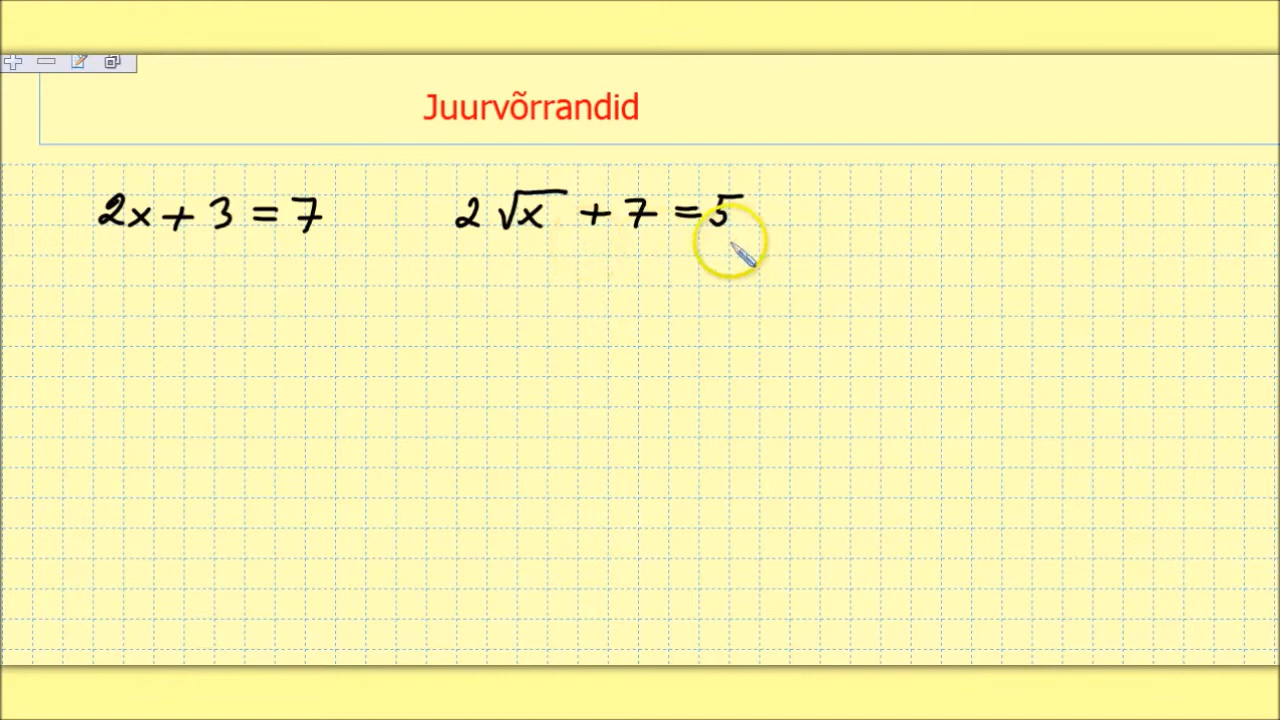 Juurvõrrandid
2x + 3 = 7 2 √x + 7 = 5